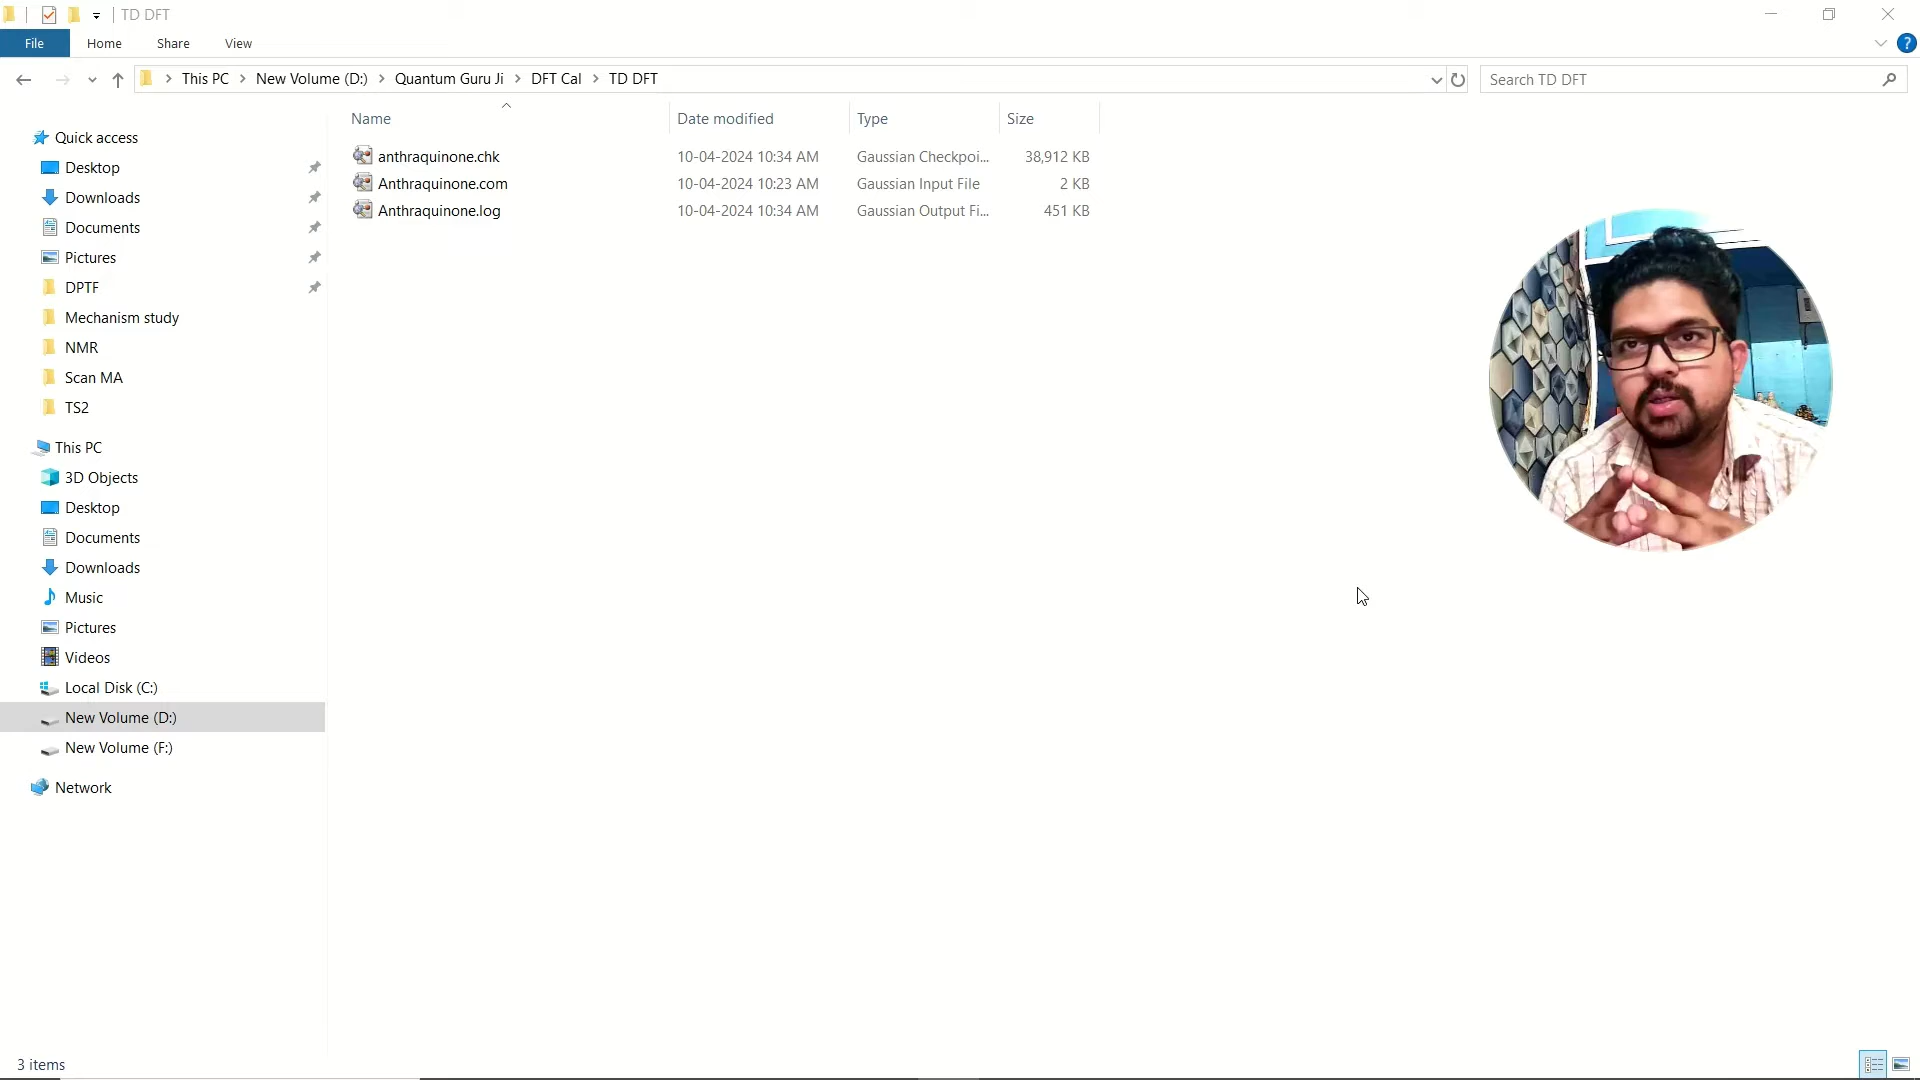 TD DFT
File Home Share View ?
This PC New Volume (D:) Quantum Guru Ji DFT Cal TD DFT
Search TD DFT
Name Date modified Type Size
anthraquinone.chk 10-04-2024 10:34 AM Gaussian Checkpoi... 38,912 KB
Anthraquinone.com 10-04-2024 10:23 AM Gaussian Input File 2 KB
Anthraquinone.log 10-04-2024 10:34 AM Gaussian Output Fi... 451 KB
Quick access
Desktop
Downloads
Documents
Pictures
DPTF
Mechanism study
NMR
Scan MA
TS2
This PC
3D Objects
Desktop
Documents
Downloads
Music
Pictures
Videos
Local Disk (C:)
New Volume (D:)
New Volume (F:)
Network
3 items